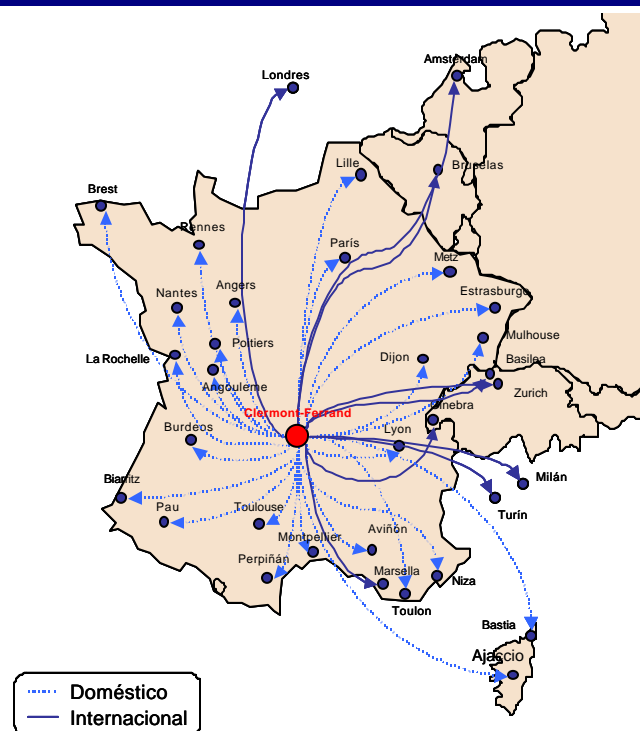 Amsterdam
Londres
Lille
Bruselas
Brest
Rennes
París
Metz
Angers
Nantes
Estrasburgo
Poitiers
Mulhouse
La Rochelle
Dijon
Basilea
Angouleme
Zurich
Ginebra
Clermont-Ferrand
Burdeos
Lyon
Biarritz
Milán
Pau
Toulouse
Turín
Aviñón
Montpellier
Perpiñán
Marsella
Niza
Toulon
Bastia
Ajaccio
Doméstico
Internacional